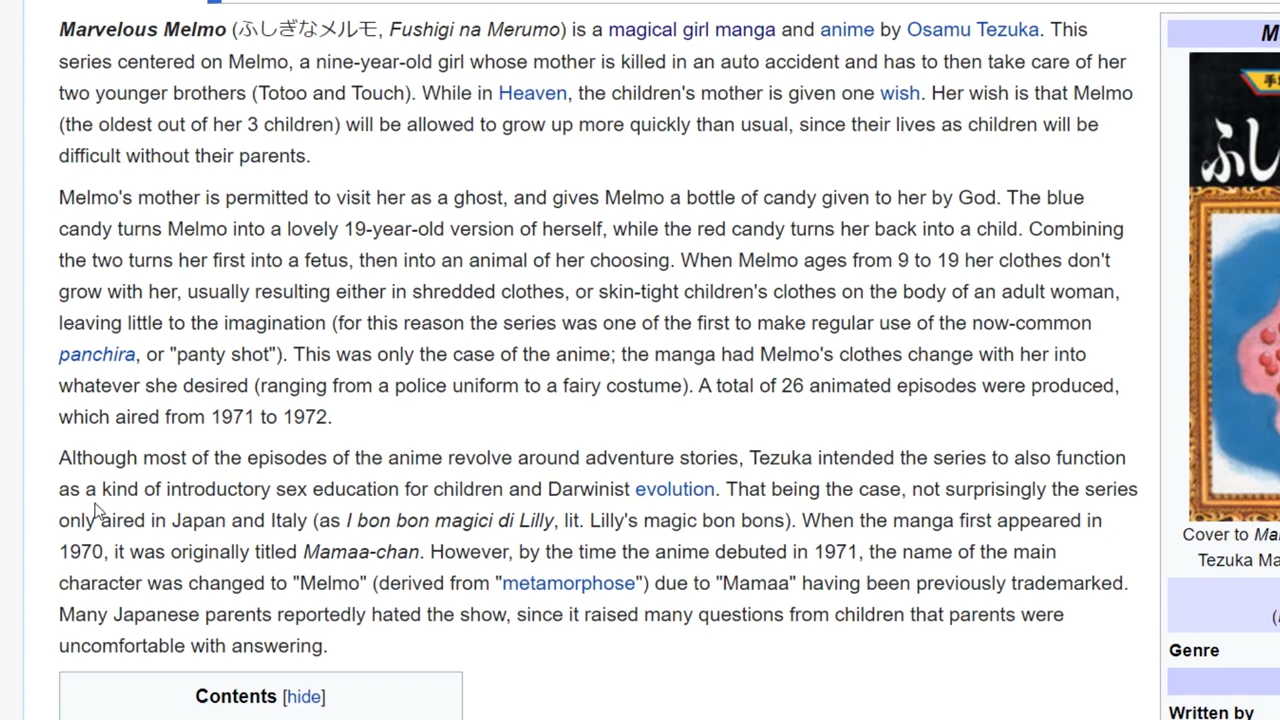 Marvelous Melmo (ふしぎなメルモ, Fushigi na Merumo) is a magical girl manga and anime by Osamu Tezuka. This
series centered on Melmo, a nine-year-old girl whose mother is killed in an auto accident and has to then take care of her
two younger brothers (Totoo and Touch). While in Heaven, the children's mother is given one wish. Her wish is that Melmo
(the oldest out of her 3 children) will be allowed to grow up more quickly than usual, since their lives as children will be
difficult without their parents.
Melmo's mother is permitted to visit her as a ghost, and gives Melmo a bottle of candy given to her by God. The blue
candy turns Melmo into a lovely 19-year-old version of herself, while the red candy turns her back into a child. Combining
the two turns her first into a fetus, then into an animal of her choosing. When Melmo ages from 9 to 19 her clothes don't
grow with her, usually resulting either in shredded clothes, or skin-tight children's clothes on the body of an adult woman,
leaving little to the imagination (for this reason the series was one of the first to make regular use of the now-common
panchira, or "panty shot"). This was only the case of the anime; the manga had Melmo's clothes change with her into
whatever she desired (ranging from a police uniform to a fairy costume). A total of 26 animated episodes were produced,
which aired from 1971 to 1972.
Although most of the episodes of the anime revolve around adventure stories, Tezuka intended the series to also function
as a kind of introductory sex education for children and Darwinist evolution. That being the case, not surprisingly the series
only aired in Japan and Italy (as I bon bon magici di Lilly, lit. Lilly's magic bon bons). When the manga first appeared in
1970, it was originally titled Mamaa-chan. However, by the time the anime debuted in 1971, the name of the main
character was changed to "Melmo" (derived from "metamorphose") due to "Mamaa" having been previously trademarked.
Many Japanese parents reportedly hated the show, since it raised many questions from children that parents were
uncomfortable with answering.
Contents [hide]
手
ふし
Cover to Ma
Tezuka Ma
Genre
Written by